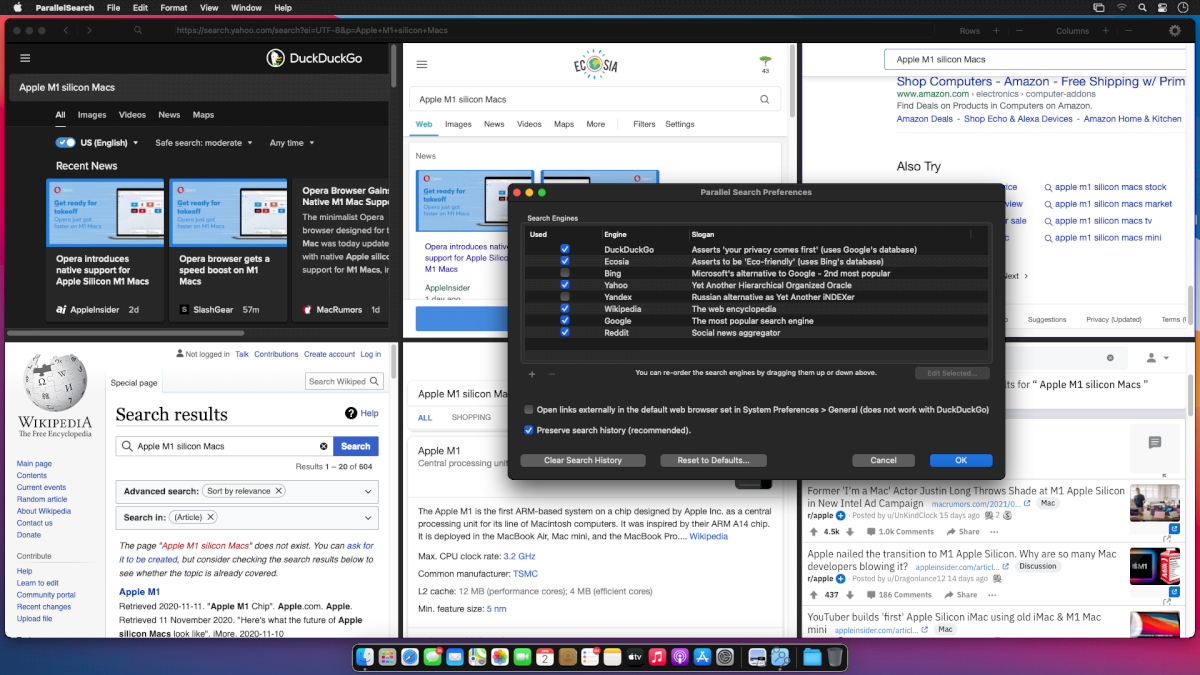 ParallelSearch File Edit Format View Window Help
https://search.yahoo.com/search?ei=UTF-8&p=Apple+M1+silicon+Macs
Rows + − Columns + −
DuckDuckGo
Apple M1 silicon Macs
All Images Videos News Maps
US (English) Safe search: moderate Any time
Recent News
Get ready for
takeoff
Opera just got
faster on M1 Macs
Opera introduces
native support for
Apple Silicon M1 Macs
AppleInsider 2d
Get ready for
takeoff
Opera just got
faster on M1 Macs
Opera browser gets a
speed boost on M1
Macs
S SlashGear 57m
Opera Browser Gains
Native M1 Mac Suppo
The minimalist Opera
browser designed for t
Mac was today update
with native Apple silico
support for M1 Macs, i
MacRumors 1d
ECOSIA
43
Apple M1 silicon Macs
Web Images News Videos Maps More Filters Settings
News
Get ready for
takeoff
Opera just got
faster on M1 Macs
Opera introduces nati
support for Apple Silic
M1 Macs
AppleInsider
1 day ago
Apple M1 silicon Macs
Shop Computers - Amazon - Free Shipping w/ Prim
www.amazon.com › electronics › computer-addons
Find Deals on Products in Computers on Amazon.
Amazon Deals - Shop Echo & Alexa Devices - Amazon Home & Kitchen
Also Try
apple m1 silicon macs stock
apple m1 silicon macs market
apple m1 silicon macs tv
apple m1 silicon macs mini
Next
Suggestions Privacy (Updated) Terms (
Parallel Search Preferences
Search Engines
Used Engine Slogan
DuckDuckGo Asserts 'your privacy comes first' (uses Google's database)
Ecosia Asserts to be 'Eco-friendly' (uses Bing's database)
Bing Microsoft's alternative to Google - 2nd most popular
Yahoo Yet Another Hierarchical Organized Oracle
Yandex Russian alternative as Yet Another iNDEXer
Wikipedia The web encyclopedia
Google The most popular search engine
Reddit Social news aggregator
+ − You can re-order the search engines by dragging them up or down above. Edit Selected...
Open links externally in the default web browser set in System Preferences > General (does not work with DuckDuckGo)
Preserve search history (recommended).
Clear Search History Reset to Defaults... Cancel OK
WIKIPEDIA
The Free Encyclopedia
Main page
Contents
Current events
Random article
About Wikipedia
Contact us
Donate
Contribute
Help
Learn to edit
Community portal
Recent changes
Upload file
Not logged in Talk Contributions Create account Log in
Special page Search Wikiped
Search results Help
Apple M1 silicon Macs Search
Results 1 – 20 of 604
Advanced search: Sort by relevance
Search in: (Article)
The page "Apple M1 silicon Macs" does not exist. You can ask for
it to be created, but consider checking the search results below to
see whether the topic is already covered.
Apple M1
Retrieved 2020-11-11. "Apple M1 Chip". Apple.com. Apple.
Retrieved 11 November 2020. "Here's what the future of Apple
silicon Macs look like". iMore. 2020-11-10
Apple M1 silicon Ma
ALL SHOPPING
Apple M1
Central processing unit
The Apple M1 is the first ARM-based system on a chip designed by Apple Inc. as a central
processing unit for its line of Macintosh computers. It was inspired by their ARM A14 chip.
It is deployed in the MacBook Air, Mac mini, and the MacBook Pro.... Wikipedia
Max. CPU clock rate: 3.2 GHz
Common manufacturer: TSMC
L2 cache: 12 MB (performance cores); 4 MB (efficient cores)
Min. feature size: 5 nm
ts for “ Apple M1 silicon Macs ”
Former 'I'm a Mac' Actor Justin Long Throws Shade at M1 Apple Silicon
in New Intel Ad Campaign macrumors.com/2021/0... Mac
r/apple Posted by u/UnKindClock 15 days ago 2
4.5k 1.0k Comments Share
Apple nailed the transition to M1 Apple Silicon. Why are so many Mac
developers blowing it? appleinsider.com/articl... Discussion
r/apple Posted by u/Dragonlance12 14 days ago
437 186 Comments Share
YouTuber builds 'first' Apple Silicon iMac using old iMac & M1 Mac
mini appleinsider.com/articl... Mac
M1
2
tv